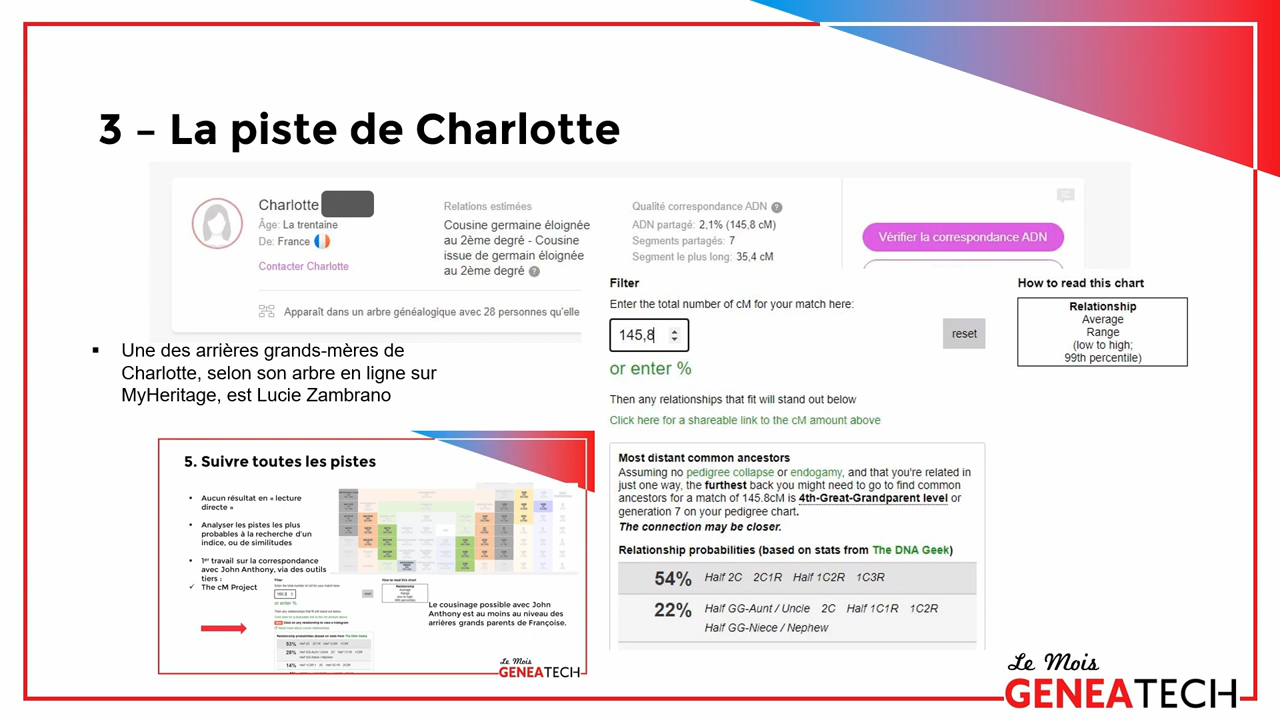 3 – La piste de Charlotte
Charlotte
Âge: La trentaine
De: France
Contacter Charlotte
Relations estimées
Cousine germaine éloignée
au 2ème degré - Cousine
issue de germain éloignée
au 2ème degré ?
Qualité correspondance ADN ?
ADN partagé: 2,1% (145,8 cM)
Segments partagés: 7
Segment le plus long: 35,4 cM
Vérifier la correspondance ADN
Apparaît dans un arbre généalogique avec 28 personnes qu'elle
▪ Une des arrières grands-mères de
Charlotte, selon son arbre en ligne sur
MyHeritage, est Lucie Zambrano
Filter
Enter the total number of cM for your match here:
145,8
reset
or enter %
Then any relationships that fit will stand out below
Click here for a shareable link to the cM amount above
How to read this chart
Relationship
Average
Range
(low to high;
99th percentile)
Most distant common ancestors
Assuming no pedigree collapse or endogamy, and that you're related in
just one way, the furthest back you might need to go to find common
ancestors for a match of 145.8cM is 4th-Great-Grandparent level or
generation 7 on your pedigree chart.
The connection may be closer.
Relationship probabilities (based on stats from The DNA Geek)
54% Half 2C 2C1R Half 1C2R 1C3R
22% Half GG-Aunt / Uncle 2C Half 1C1R 1C2R
Half GG-Niece / Nephew
5. Suivre toutes les pistes
▪ Aucun résultat en « lecture
directe »
▪ Analyser les pistes les plus
probables à la recherche d'un
indice, ou de similitudes
▪ 1er travail sur la correspondance
avec John Anthony, via des outils
tiers :
✓ The cM Project
Filter
How to read this chart
or enter %
Le cousinage possible avec John
Anthony est au moins au niveau des
arrières grands parents de Françoise.
Le Mois
GENEATECH
Le Mois
GENEATECH